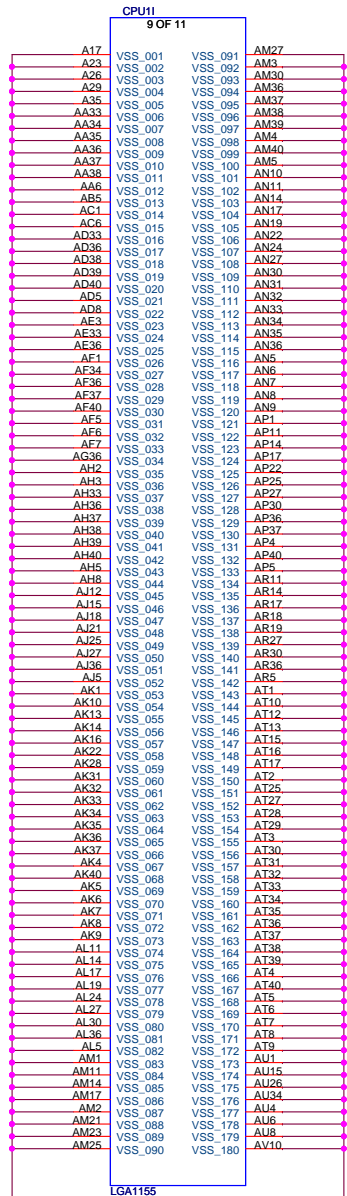 CPU1I
9 OF 11
A17 VSS_001 VSS_091 AM27
A23 VSS_002 VSS_092 AM3
A26 VSS_003 VSS_093 AM30
A29 VSS_004 VSS_094 AM36
A35 VSS_005 VSS_095 AM37
AA33 VSS_006 VSS_096 AM38
AA34 VSS_007 VSS_097 AM39
AA35 VSS_008 VSS_098 AM4
AA36 VSS_009 VSS_099 AM40
AA37 VSS_010 VSS_100 AM5
AA38 VSS_011 VSS_101 AN10
AA6 VSS_012 VSS_102 AN11
AB5 VSS_013 VSS_103 AN14
AC1 VSS_014 VSS_104 AN17
AC6 VSS_015 VSS_105 AN19
AD33 VSS_016 VSS_106 AN22
AD36 VSS_017 VSS_107 AN24
AD38 VSS_018 VSS_108 AN27
AD39 VSS_019 VSS_109 AN30
AD40 VSS_020 VSS_110 AN31
AD5 VSS_021 VSS_111 AN32
AD8 VSS_022 VSS_112 AN33
AE3 VSS_023 VSS_113 AN34
AE33 VSS_024 VSS_114 AN35
AE36 VSS_025 VSS_115 AN36
AF1 VSS_026 VSS_116 AN5
AF34 VSS_027 VSS_117 AN6
AF36 VSS_028 VSS_118 AN7
AF37 VSS_029 VSS_119 AN8
AF40 VSS_030 VSS_120 AN9
AF5 VSS_031 VSS_121 AP1
AF6 VSS_032 VSS_122 AP11
AF7 VSS_033 VSS_123 AP14
AG36 VSS_034 VSS_124 AP17
AH2 VSS_035 VSS_125 AP22
AH3 VSS_036 VSS_126 AP25
AH33 VSS_037 VSS_127 AP27
AH36 VSS_038 VSS_128 AP30
AH37 VSS_039 VSS_129 AP36
AH38 VSS_040 VSS_130 AP37
AH39 VSS_041 VSS_131 AP4
AH40 VSS_042 VSS_132 AP40
AH5 VSS_043 VSS_133 AP5
AH8 VSS_044 VSS_134 AR11
AJ12 VSS_045 VSS_135 AR14
AJ15 VSS_046 VSS_136 AR17
AJ18 VSS_047 VSS_137 AR18
AJ21 VSS_048 VSS_138 AR19
AJ25 VSS_049 VSS_139 AR27
AJ27 VSS_050 VSS_140 AR30
AJ36 VSS_051 VSS_141 AR36
AJ5 VSS_052 VSS_142 AR5
AK1 VSS_053 VSS_143 AT1
AK10 VSS_054 VSS_144 AT10
AK13 VSS_055 VSS_145 AT12
AK14 VSS_056 VSS_146 AT13
AK16 VSS_057 VSS_147 AT15
AK22 VSS_058 VSS_148 AT16
AK28 VSS_059 VSS_149 AT17
AK31 VSS_060 VSS_150 AT2
AK32 VSS_061 VSS_151 AT25
AK33 VSS_062 VSS_152 AT27
AK34 VSS_063 VSS_153 AT28
AK35 VSS_064 VSS_154 AT29
AK36 VSS_065 VSS_155 AT3
AK37 VSS_066 VSS_156 AT30
AK4 VSS_067 VSS_157 AT31
AK40 VSS_068 VSS_158 AT32
AK5 VSS_069 VSS_159 AT33
AK6 VSS_070 VSS_160 AT34
AK7 VSS_071 VSS_161 AT35
AK8 VSS_072 VSS_162 AT36
AK9 VSS_073 VSS_163 AT37
AL11 VSS_074 VSS_164 AT38
AL14 VSS_075 VSS_165 AT39
AL17 VSS_076 VSS_166 AT4
AL19 VSS_077 VSS_167 AT40
AL24 VSS_078 VSS_168 AT5
AL27 VSS_079 VSS_169 AT6
AL30 VSS_080 VSS_170 AT7
AL36 VSS_081 VSS_171 AT8
AL5 VSS_082 VSS_172 AT9
AM1 VSS_083 VSS_173 AU1
AM11 VSS_084 VSS_174 AU15
AM14 VSS_085 VSS_175 AU26
AM17 VSS_086 VSS_176 AU34
AM2 VSS_087 VSS_177 AU4
AM21 VSS_088 VSS_178 AU6
AM23 VSS_089 VSS_179 AU8
AM25 VSS_090 VSS_180 AV10
LGA1155